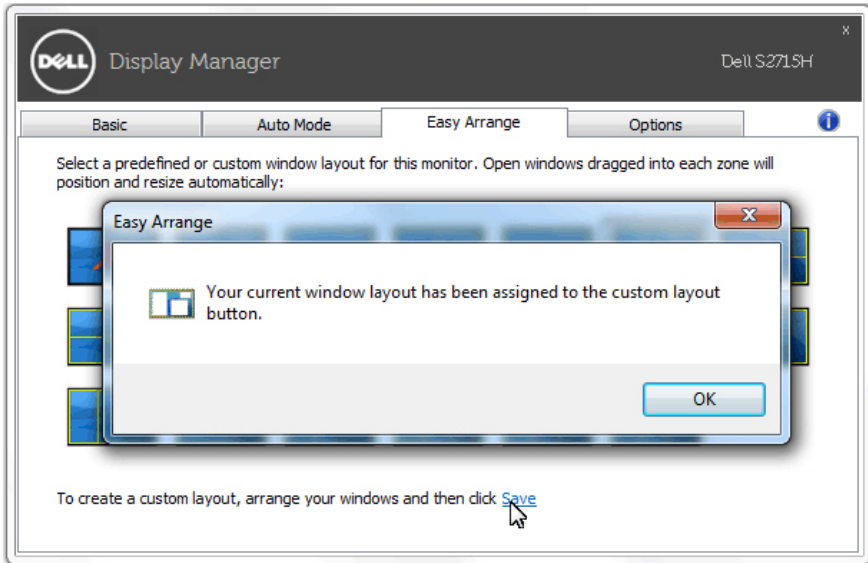 x
DELL Display Manager Dell S2715H
Basic Auto Mode Easy Arrange Options i
Select a predefined or custom window layout for this monitor. Open windows dragged into each zone will
position and resize automatically:
Easy Arrange x
Your current window layout has been assigned to the custom layout
button.
OK
To create a custom layout, arrange your windows and then click Save